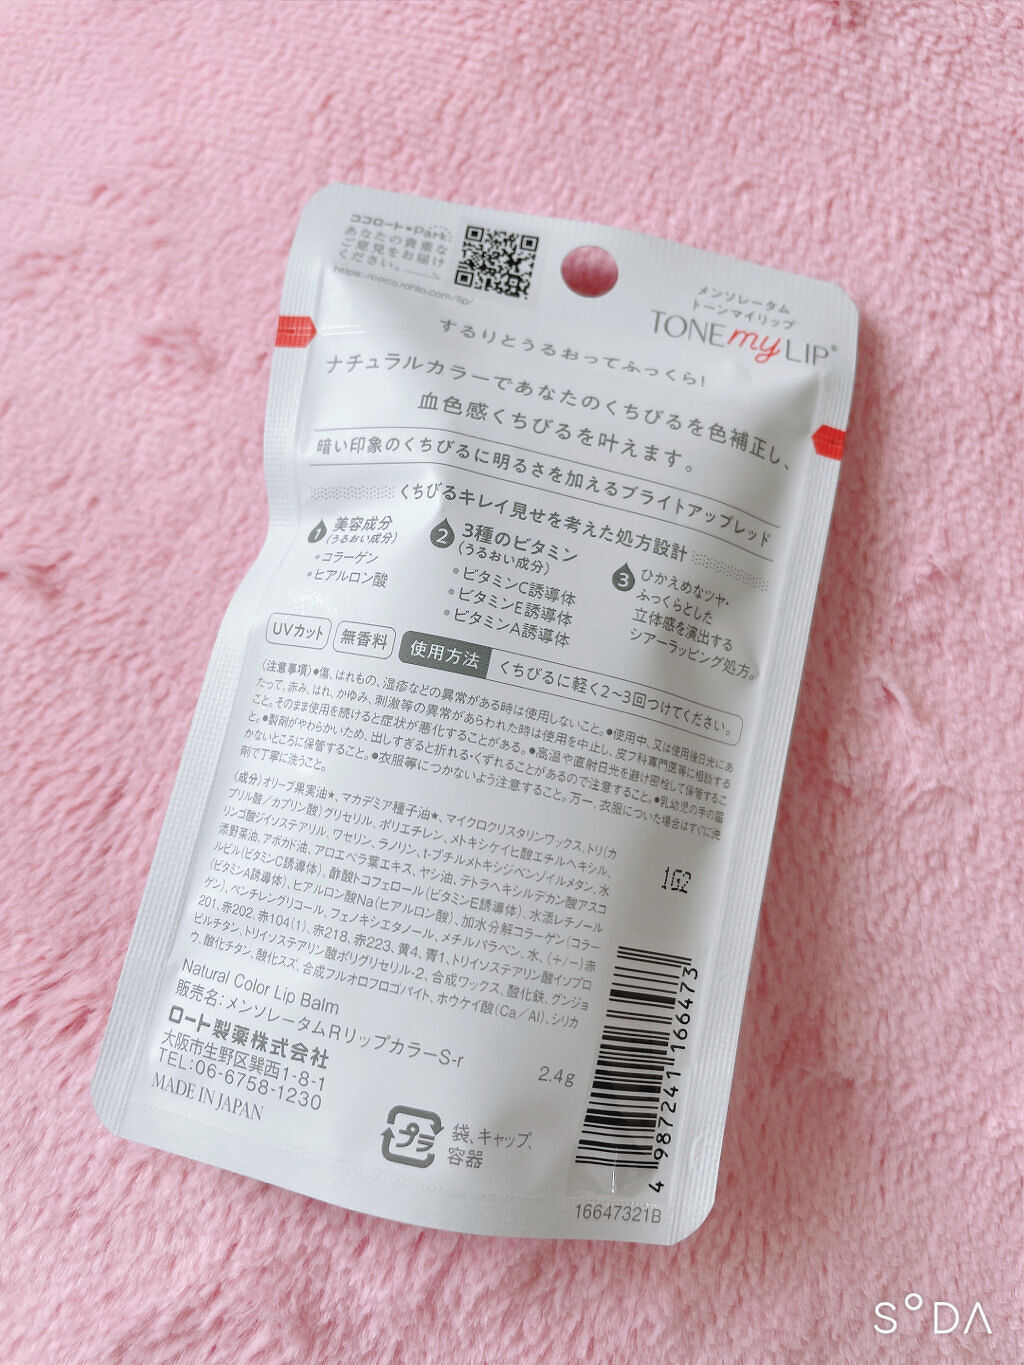 ココロート●Park
あなたの貴重な
ご意見をお届け
ください。
https://coco.rohto.com/lip/
メンソレータム
トーンマイリップ
TONE my LIP®
するりとうるおってふっくら!
ナチュラルカラーであなたのくちびるを色補正し、
血色感くちびるを叶えます。
暗い印象のくちびるに明るさを加えるブライトアップレッド
くちびるキレイ見せを考えた処方設計
1 美容成分
(うるおい成分)
•コラーゲン
•ヒアルロン酸
2 3種のビタミン
(うるおい成分)
•ビタミンC誘導体
•ビタミンE誘導体
•ビタミンA誘導体
3 ひかえめなツヤ・
ふっくらとした
立体感を演出する
シアーラッピング処方。
UVカット 無香料 使用方法 くちびるに軽く2〜3回つけてください。
〈注意事項〉●傷、はれもの、湿疹などの異常がある時は使用しないこと。●使用中、又は使用後日光にあ
たって、赤み、はれ、かゆみ、刺激等の異常があらわれた時は使用を中止し、皮フ科専門医等に相談する
こと。そのまま使用を続けると症状が悪化することがある。●高温や直射日光を避け密栓して保管するこ
と。●製剤がやわらかいため、出しすぎると折れる・くずれることがあるので注意すること。●乳幼児の手の届
かないところに保管すること。●衣服等につかないよう注意すること。万一、衣服についた場合はすぐに洗
剤で丁寧に洗うこと。
〈成分〉オリーブ果実油★、マカデミア種子油★、マイクロクリスタリンワックス、トリ(カ
プリル酸/カプリン酸)グリセリル、ポリエチレン、メトキシケイヒ酸エチルヘキシル、
リンゴ酸ジイソステアリル、ワセリン、ラノリン、t-ブチルメトキシジベンゾイルメタン、水
添野菜油、アボカド油、アロエベラ葉エキス、ヤシ油、テトラヘキシルデカン酸アスコ
ルビル(ビタミンC誘導体)、酢酸トコフェロール(ビタミンE誘導体)、水添レチノール
(ビタミンA誘導体)、ヒアルロン酸Na(ヒアルロン酸)、加水分解コラーゲン(コラー
ゲン)、ペンチレングリコール、フェノキシエタノール、メチルパラベン、水、(+/-)赤
201、赤202、赤104(1)、赤218、赤223、黄4、青1、トリイソステアリン酸イソプロ
ピルチタン、トリイソステアリン酸ポリグリセリル-2、合成ワックス、酸化鉄、グンジョ
ウ、酸化チタン、酸化スズ、合成フルオロフロゴパイト、ホウケイ酸(Ca/Al)、シリカ
1G2
Natural Color Lip Balm
販売名:メンソレータムRリップカラーS-r
ロート製薬株式会社
大阪市生野区巽西1-8-1
TEL:06-6758-1230
MADE IN JAPAN
2.4g
プラ
袋、キャップ、
容器
4 987241 166473
16647321B
SODA